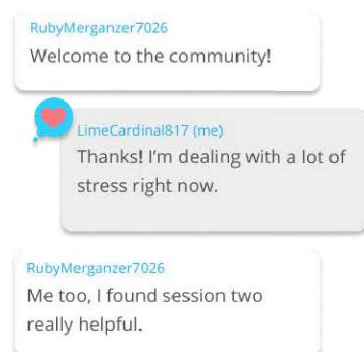 RubyMerganzer7026
Welcome to the community!
LimeCardinal817 (me)
Thanks! I'm dealing with a lot of
stress right now.
RubyMerganzer7026
Me too, I found session two
really helpful.